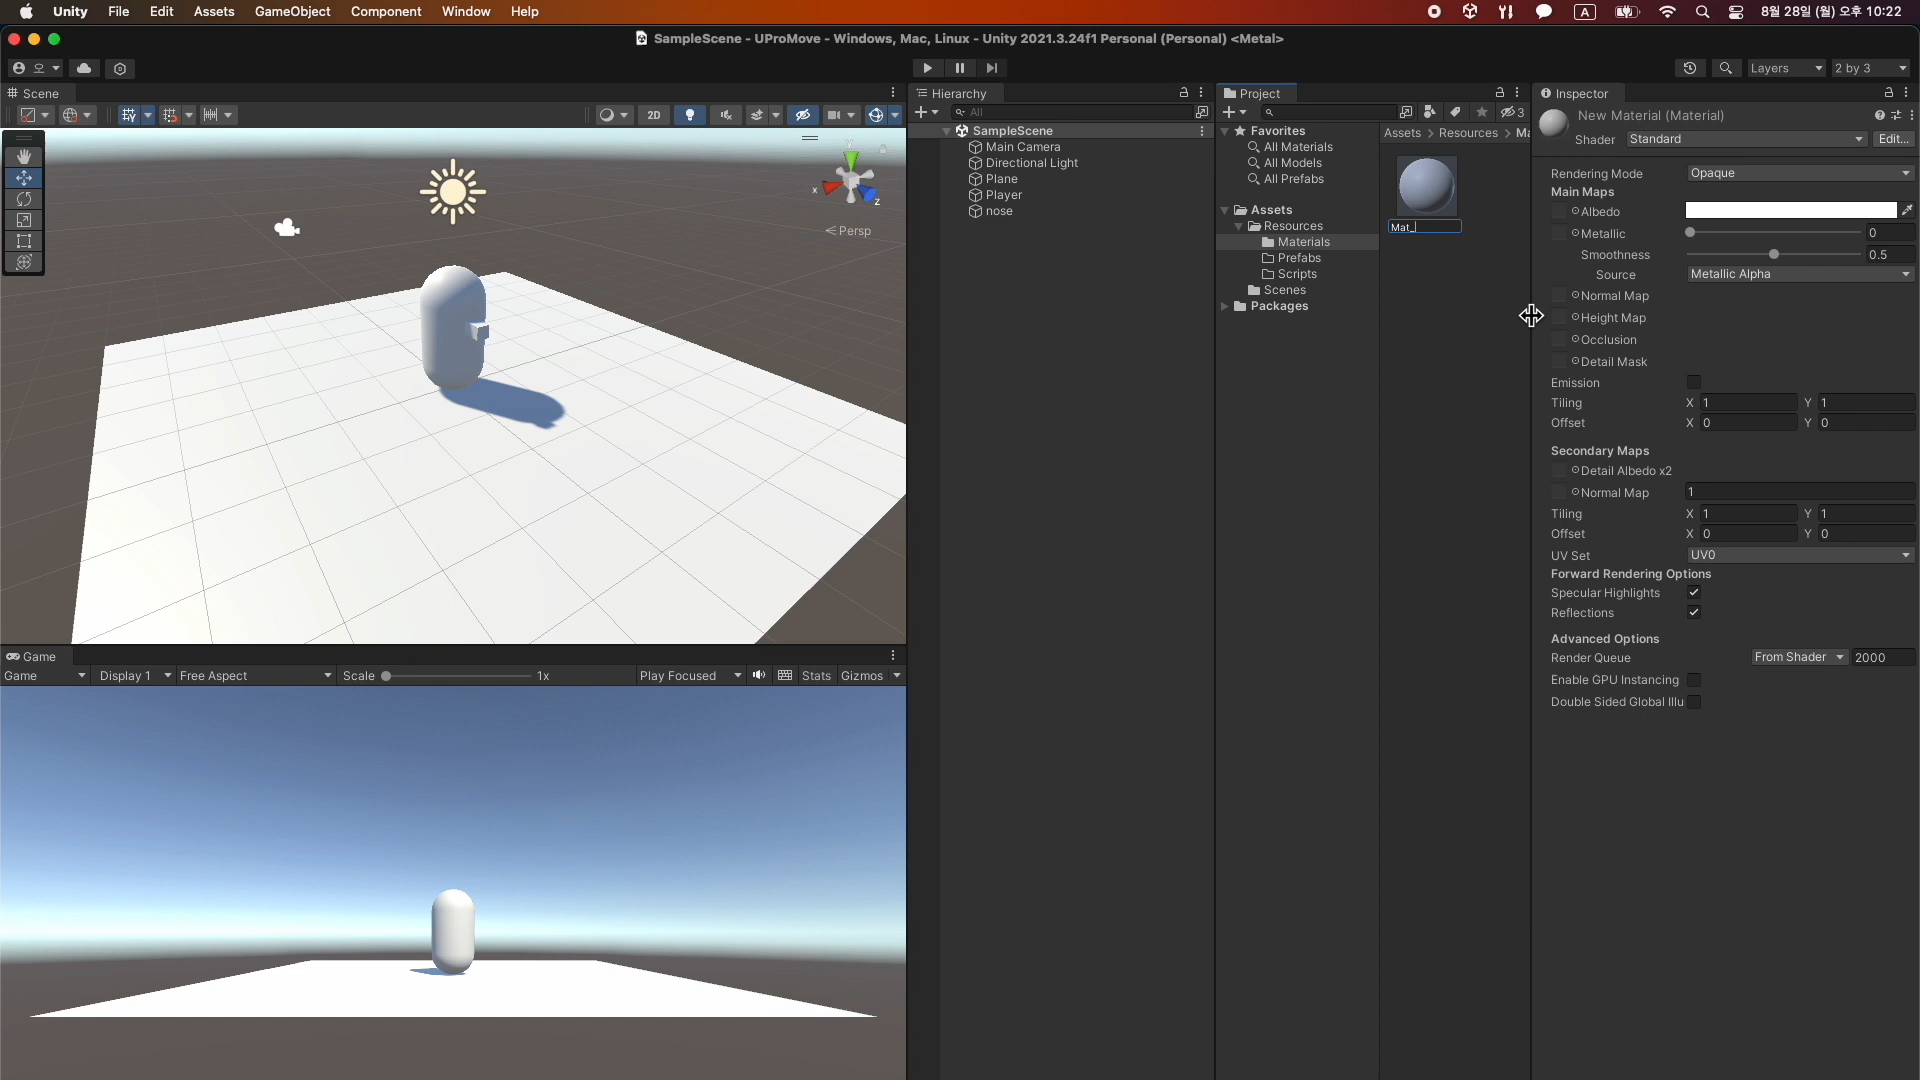 Unity File Edit Assets GameObject Component Window Help
A
8월 28일 (월) 오후 10:22
SampleScene - UProMove - Windows, Mac, Linux - Unity 2021.3.24f1 Personal (Personal) <Metal>
오
Layers
2 by 3
Scene
2D
x
z
Persp
Hierarchy
All
SampleScene
Main Camera
Directional Light
Plane
Player
nose
Project
3
Favorites
All Materials
All Models
All Prefabs
Assets
Resources
Materials
Prefabs
Scripts
Scenes
Packages
Assets > Resources > Ma
Mat_
Inspector
New Material (Material)
Shader Standard Edit...
Rendering Mode Opaque
Main Maps
Albedo
Metallic 0
Smoothness 0.5
Source Metallic Alpha
Normal Map
Height Map
Occlusion
Detail Mask
Emission
Tiling X 1 Y 1
Offset X 0 Y 0
Secondary Maps
Detail Albedo x2
Normal Map 1
Tiling X 1 Y 1
Offset X 0 Y 0
UV Set UV0
Forward Rendering Options
Specular Highlights
Reflections
Advanced Options
Render Queue From Shader 2000
Enable GPU Instancing
Double Sided Global Illu
Game
Game Display 1 Free Aspect Scale 1x Play Focused Stats Gizmos